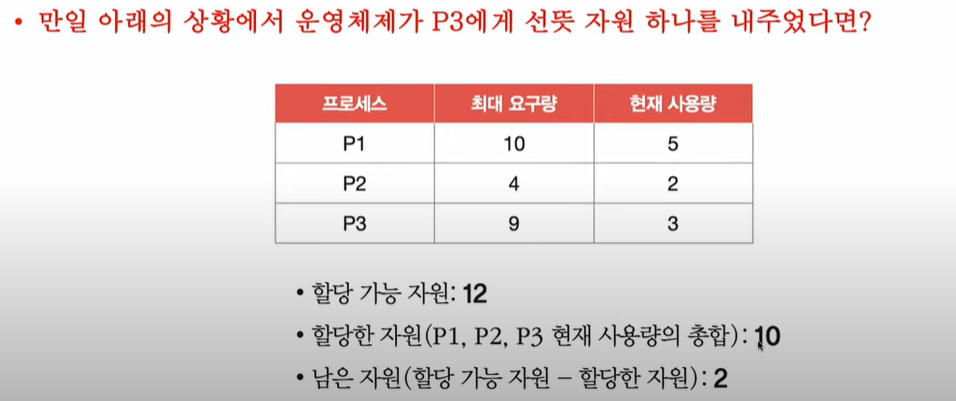 • 만일 아래의 상황에서 운영체제가 P3에게 선뜻 자원 하나를 내주었다면?
프로세스 최대 요구량 현재 사용량
P1 10 5
P2 4 2
P3 9 3
• 할당 가능 자원: 12
• 할당한 자원(P1, P2, P3 현재 사용량의 총합): 10
• 남은 자원(할당 가능 자원 – 할당한 자원): 2